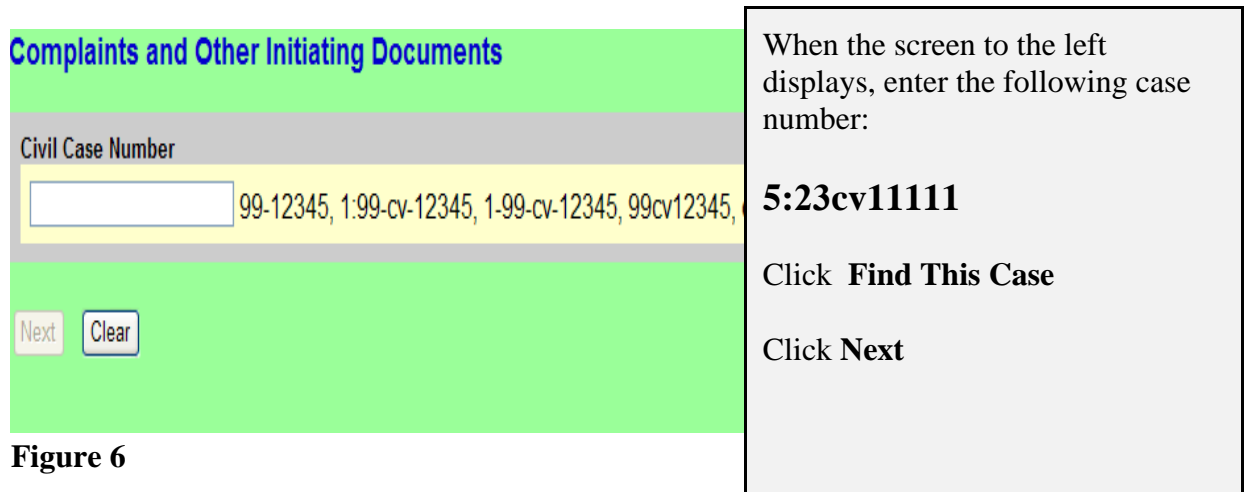 Complaints and Other Initiating Documents
Civil Case Number
99-12345, 1:99-cv-12345, 1-99-cv-12345, 99cv12345,
Next Clear
Figure 6
When the screen to the left
displays, enter the following case
number:
5:23cv11111
Click Find This Case
Click Next